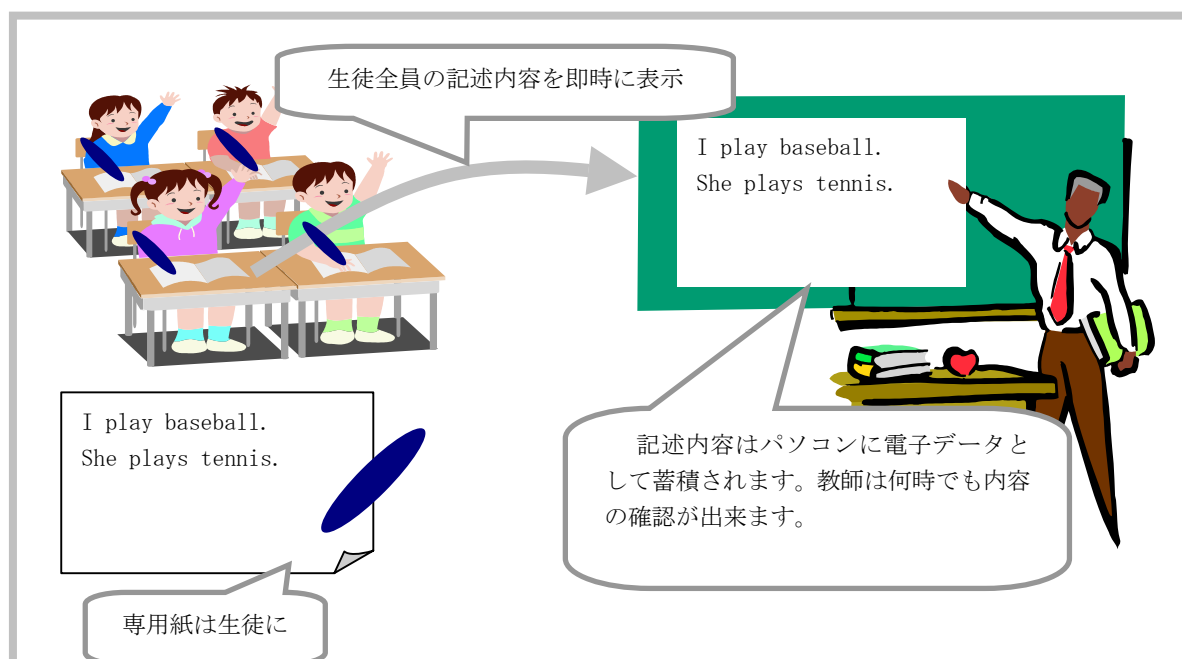 生徒全員の記述内容を即時に表示
I play baseball.
She plays tennis.
I play baseball.
She plays tennis.
記述内容はパソコンに電子データと
して蓄積されます。教師は何時でも内容
の確認が出来ます。
専用紙は生徒に